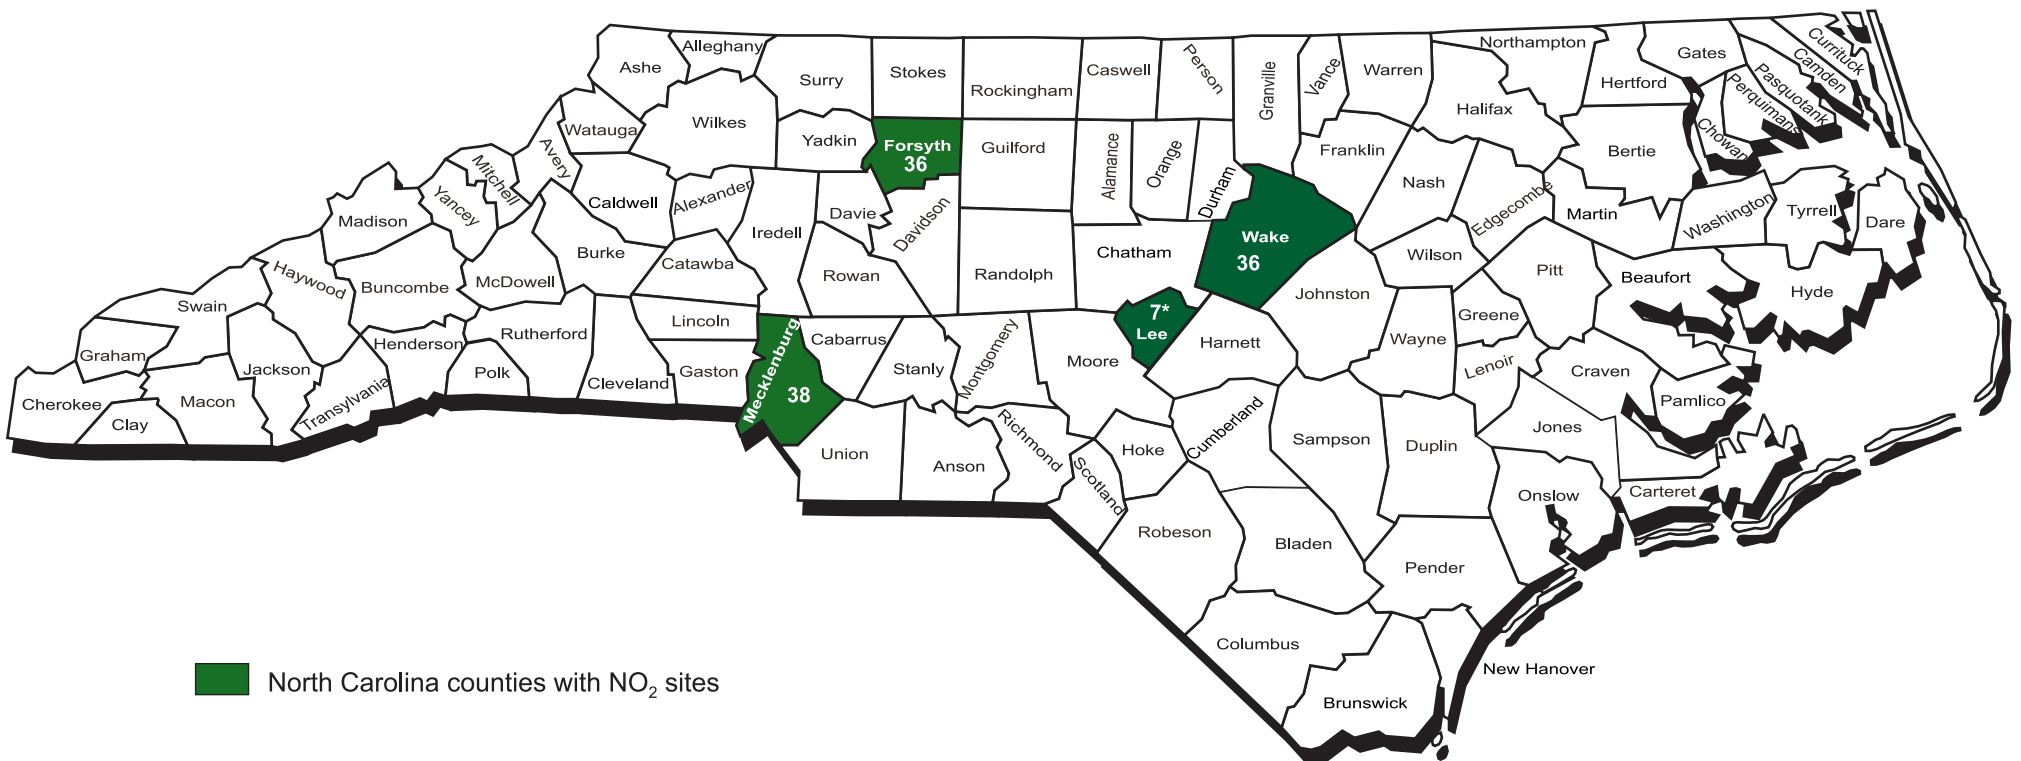 Alleghany
Ashe
Surry
Stokes
Rockingham
Caswell
Person
Granville
Vance
Warren
Northampton
Hertford
Gates
Currituck
Camden
Pasquotank
Perquimans
Chowan
Halifax
Watauga
Wilkes
Yadkin
Forsyth
36
Guilford
Alamance
Orange
Durham
Franklin
Nash
Edgecombe
Bertie
Martin
Washington
Tyrrell
Dare
Avery
Mitchell
Yancey
Madison
Caldwell
Alexander
Iredell
Davie
Davidson
Randolph
Chatham
Wake
36
Wilson
Pitt
Beaufort
Hyde
Haywood
Buncombe
McDowell
Burke
Catawba
Rowan
Johnston
Greene
Swain
Graham
Cherokee
Clay
Macon
Jackson
Transylvania
Henderson
Polk
Rutherford
Cleveland
Lincoln
Gaston
Mecklenburg
38
Cabarrus
Stanly
Montgomery
Moore
7*
Lee
Harnett
Wayne
Lenoir
Craven
Pamlico
Jones
Union
Anson
Richmond
Scotland
Hoke
Cumberland
Sampson
Duplin
Onslow
Carteret
Robeson
Bladen
Pender
Columbus
New Hanover
Brunswick
North Carolina counties with NO₂ sites